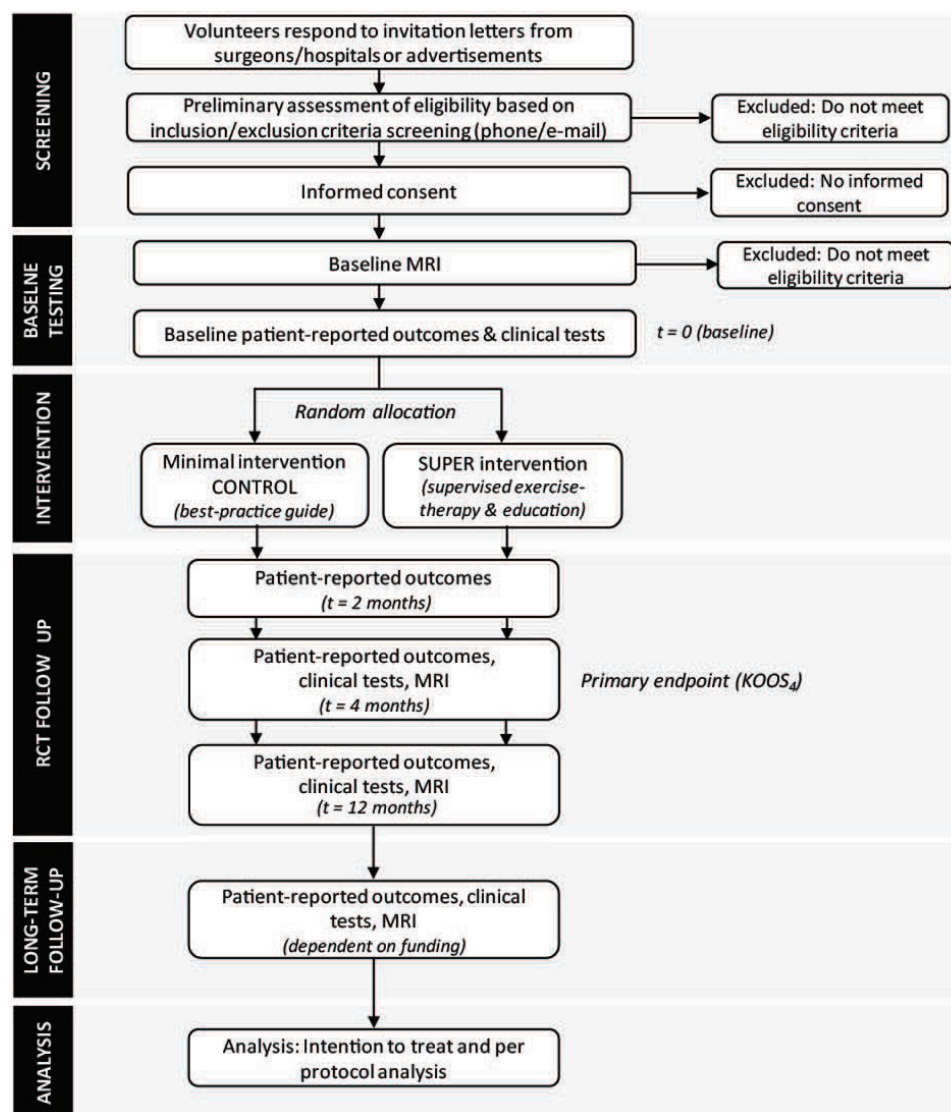 SCREENING
Volunteers respond to invitation letters from
surgeons/hospitals or advertisements
Preliminary assessment of eligibility based on
inclusion/exclusion criteria screening (phone/e-mail)
Excluded: Do not meet
eligibility criteria
Informed consent
Excluded: No informed
consent
BASELNE
TESTING
Baseline MRI
Excluded: Do not meet
eligibility criteria
Baseline patient-reported outcomes & clinical tests
t = 0 (baseline)
INTERVENTION
Random allocation
Minimal intervention
CONTROL
(best-practice guide)
SUPER intervention
(supervised exercise-
therapy & education)
RCT FOLLOW UP
Patient-reported outcomes
(t = 2 months)
Patient-reported outcomes,
clinical tests, MRI
(t = 4 months)
Primary endpoint (KOOS₄)
Patient-reported outcomes,
clinical tests, MRI
(t = 12 months)
LONG-TERM
FOLLOW-UP
Patient-reported outcomes, clinical
tests, MRI
(dependent on funding)
ANALYSIS
Analysis: Intention to treat and per
protocol analysis